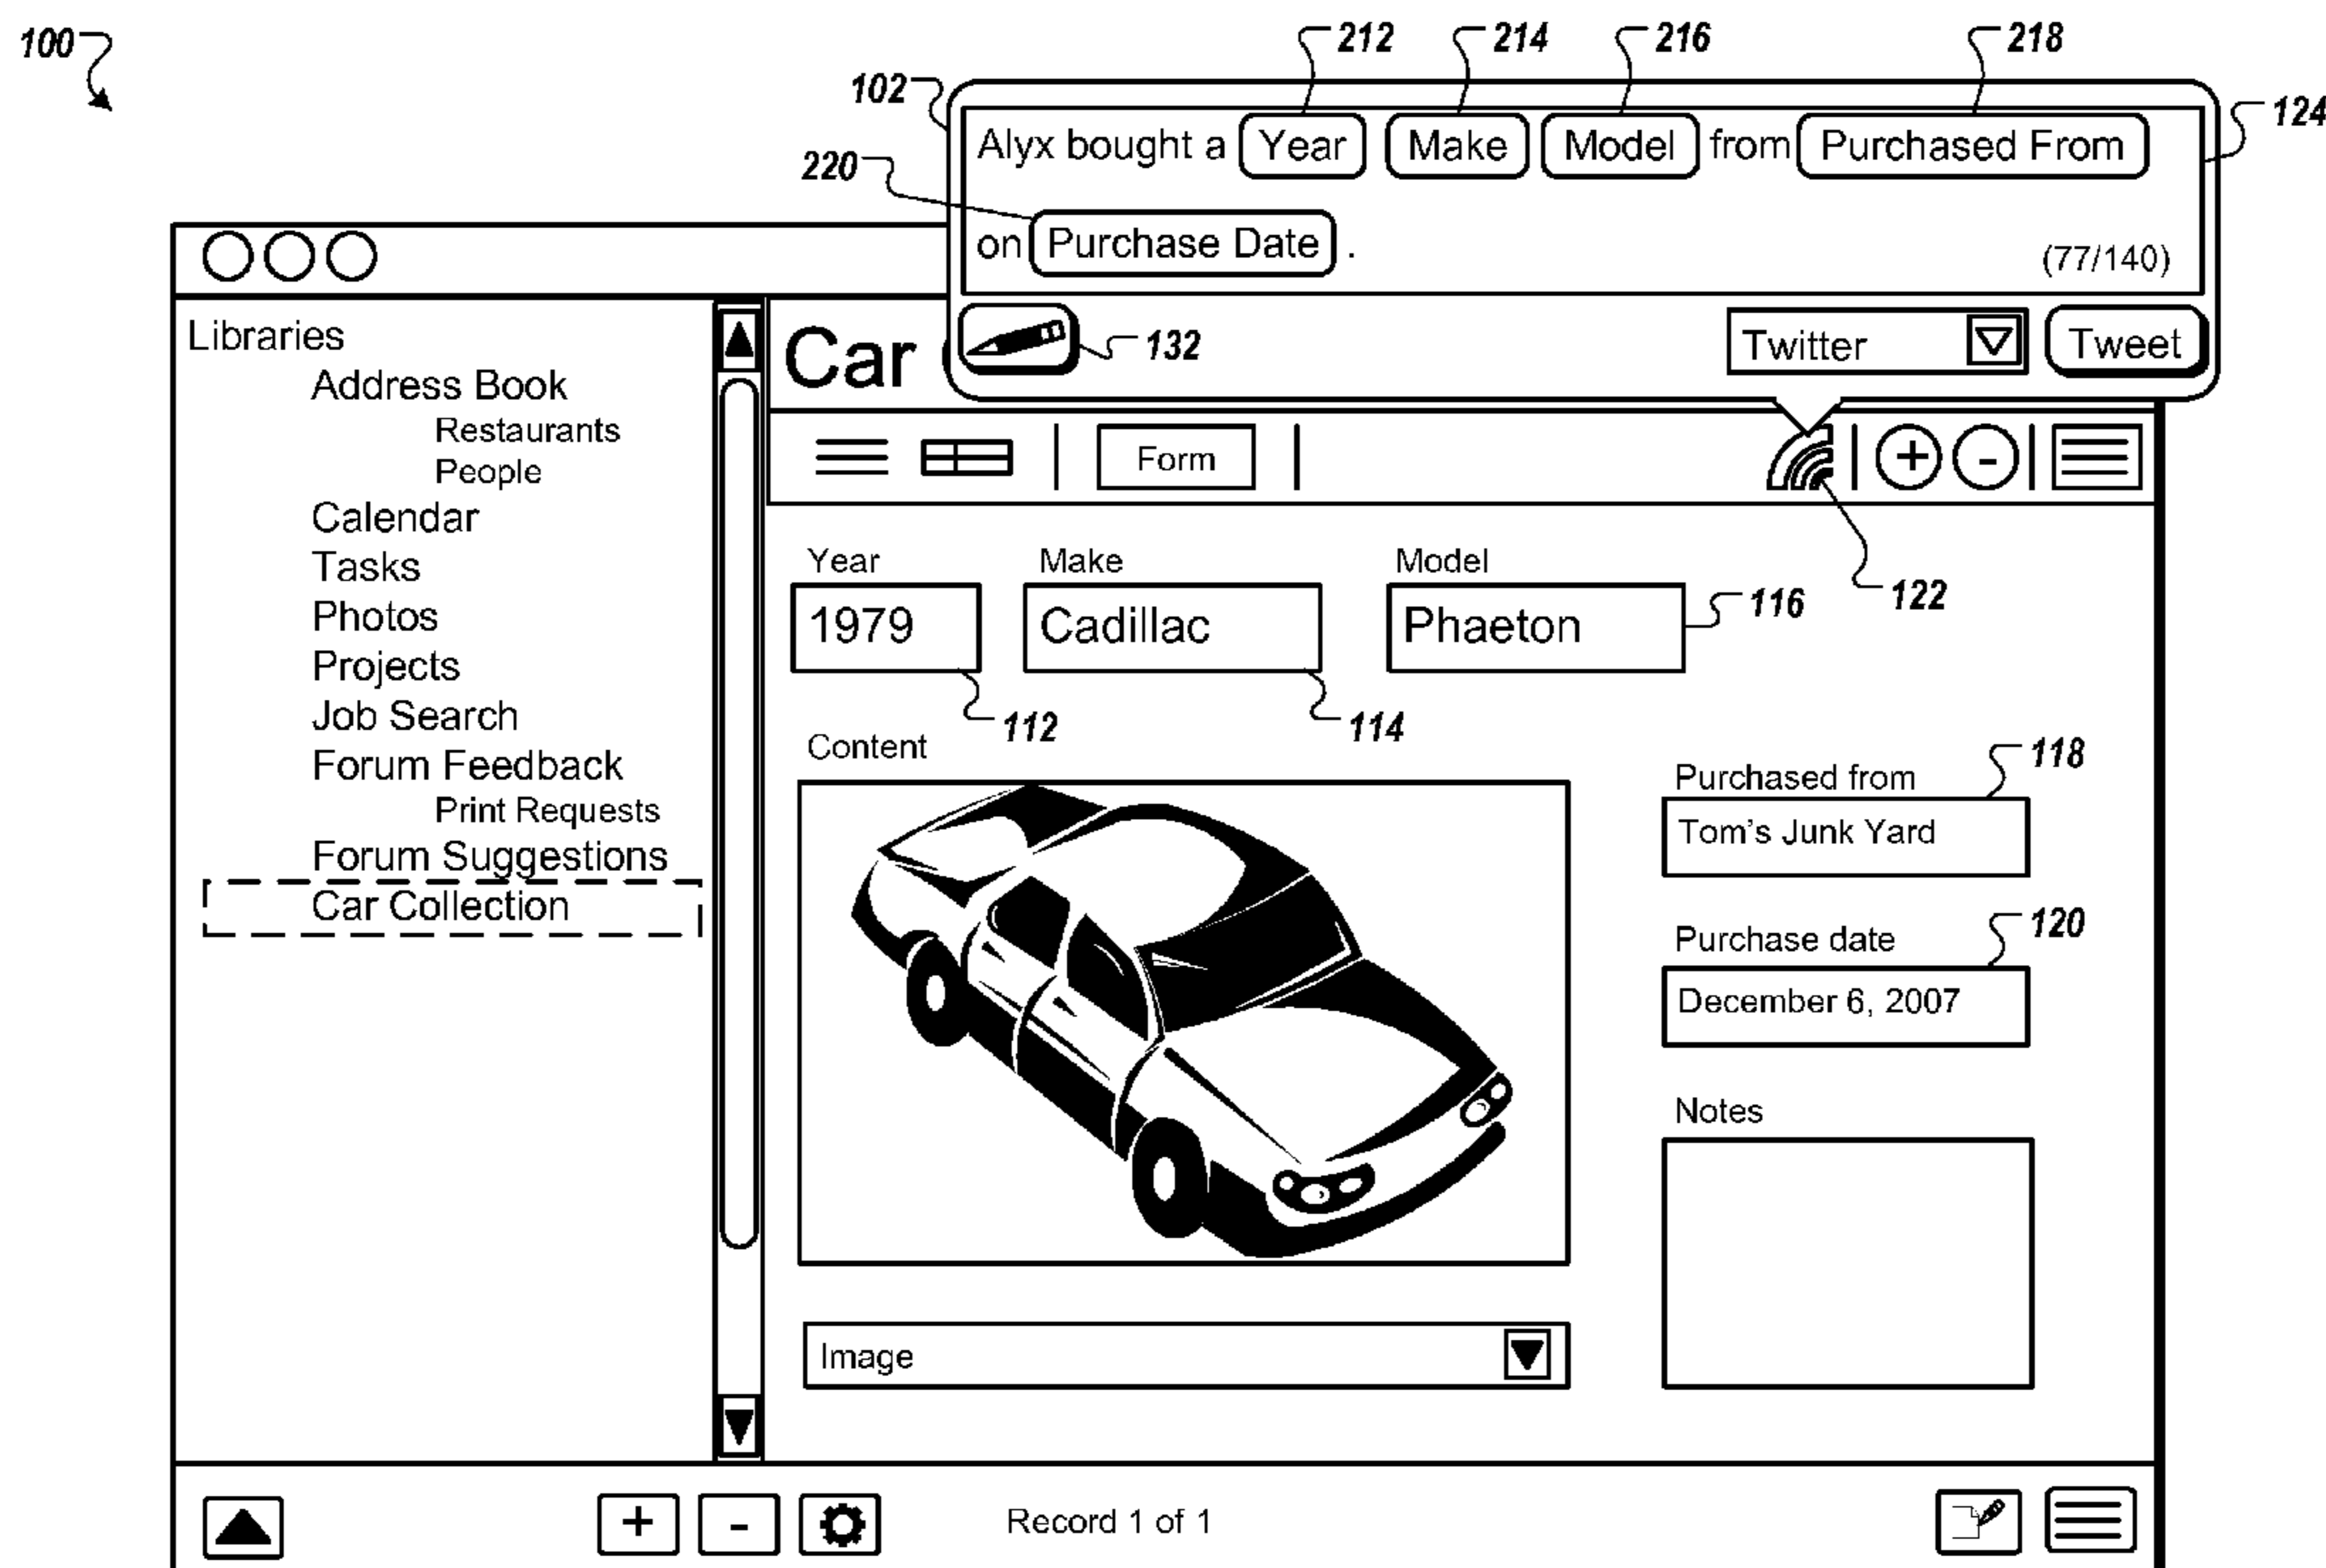 100
212 214 216 218
102
124
Alyx bought a Year Make Model from Purchased From
220
on Purchase Date .
(77/140)
Libraries
Address Book
Restaurants
People
Calendar
Tasks
Photos
Projects
Job Search
Forum Feedback
Print Requests
Forum Suggestions
Car Collection
Car
132
Twitter
Tweet
Form
+ -
122
Year Make Model
1979 Cadillac Phaeton
116
112 114
Content
118
Purchased from
Tom's Junk Yard
120
Purchase date
December 6, 2007
Notes
Image
+ - Record 1 of 1